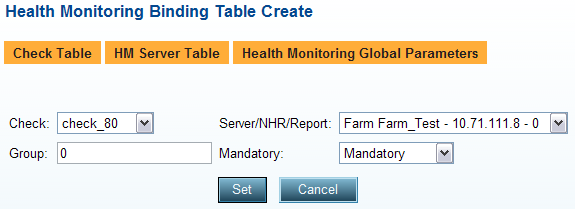 Health Monitoring Binding Table Create
Check Table HM Server Table Health Monitoring Global Parameters
Check: check_80 Server/NHR/Report: Farm Farm_Test - 10.71.111.8 - 0
Group: 0 Mandatory: Mandatory
Set Cancel